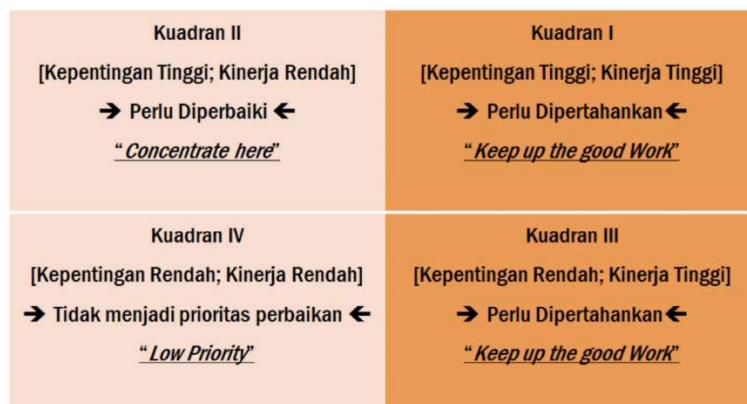 Kuadran II
[Kepentingan Tinggi; Kinerja Rendah]
➔ Perlu Diperbaiki ←
“Concentrate here”
Kuadran I
[Kepentingan Tinggi; Kinerja Tinggi]
➔ Perlu Dipertahankan←
“Keep up the good Work”
Kuadran IV
[Kepentingan Rendah; Kinerja Rendah]
➔ Tidak menjadi prioritas perbaikan ←
“Low Priority”
Kuadran III
[Kepentingan Rendah; Kinerja Tinggi]
➔ Perlu Dipertahankan←
“Keep up the good Work”